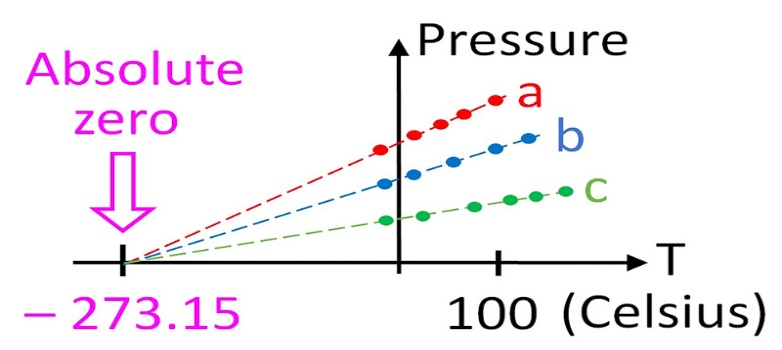 Pressure
Absolute
zero
a
b
c
T
– 273.15
100 (Celsius)